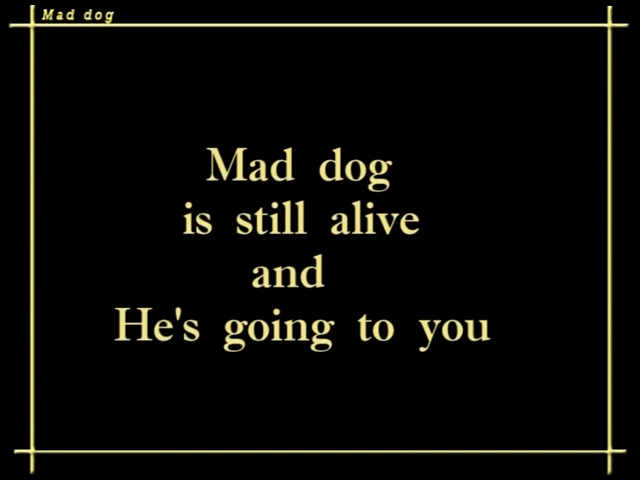 Mad dog
Mad dog
is still alive
and
He's going to you